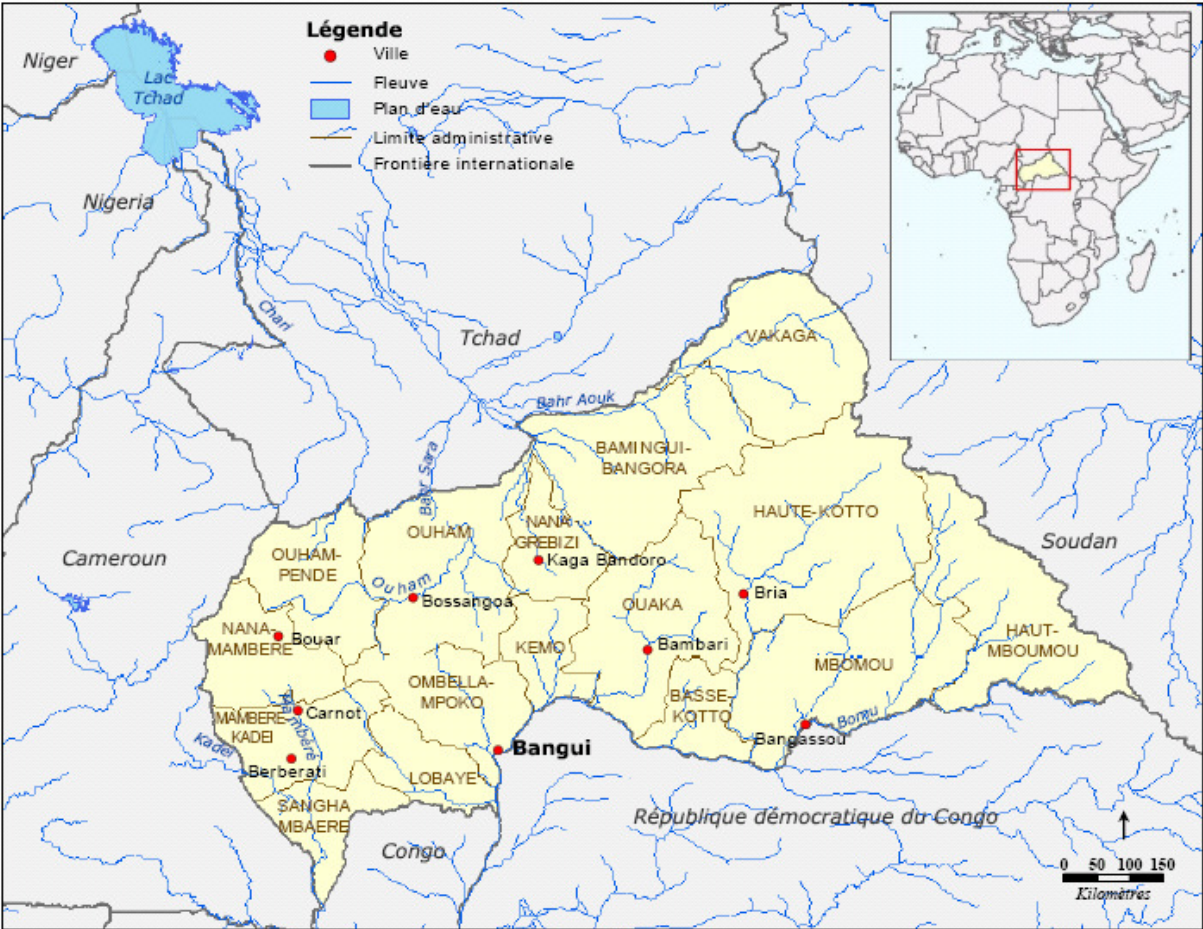 Légende
Ville
Fleuve
Plan d'eau
Limite administrative
Frontière internationale
Niger
Lac
Tchad
Nigeria
Chari
Tchad
VAKAGA
Bahr Aouk
BAMINGUI-
BANGORA
Bahr Sara
HAUTE-KOTTO
OUHAM
NANA-
GREBIZI
Soudan
Cameroun
OUHAM-
PENDE
Kaga Bandoro
Ouham
Bossangoa
OUAKA
Bria
NANA-
MAMBERE
Bouar
KEMO
Bambari
HAUT-
MBOUMOU
MBOMOU
OMBELLA-
MPOKO
BASSE-
KOTTO
MAMBERE-
KADEI
Mambéré
Carnot
Kadei
Bomu
Bangassou
Bangui
Berberati
LOBAYE
SANGHA
MBAERE
République démocratique du Congo
Congo
0 50 100 150
Kilomètres